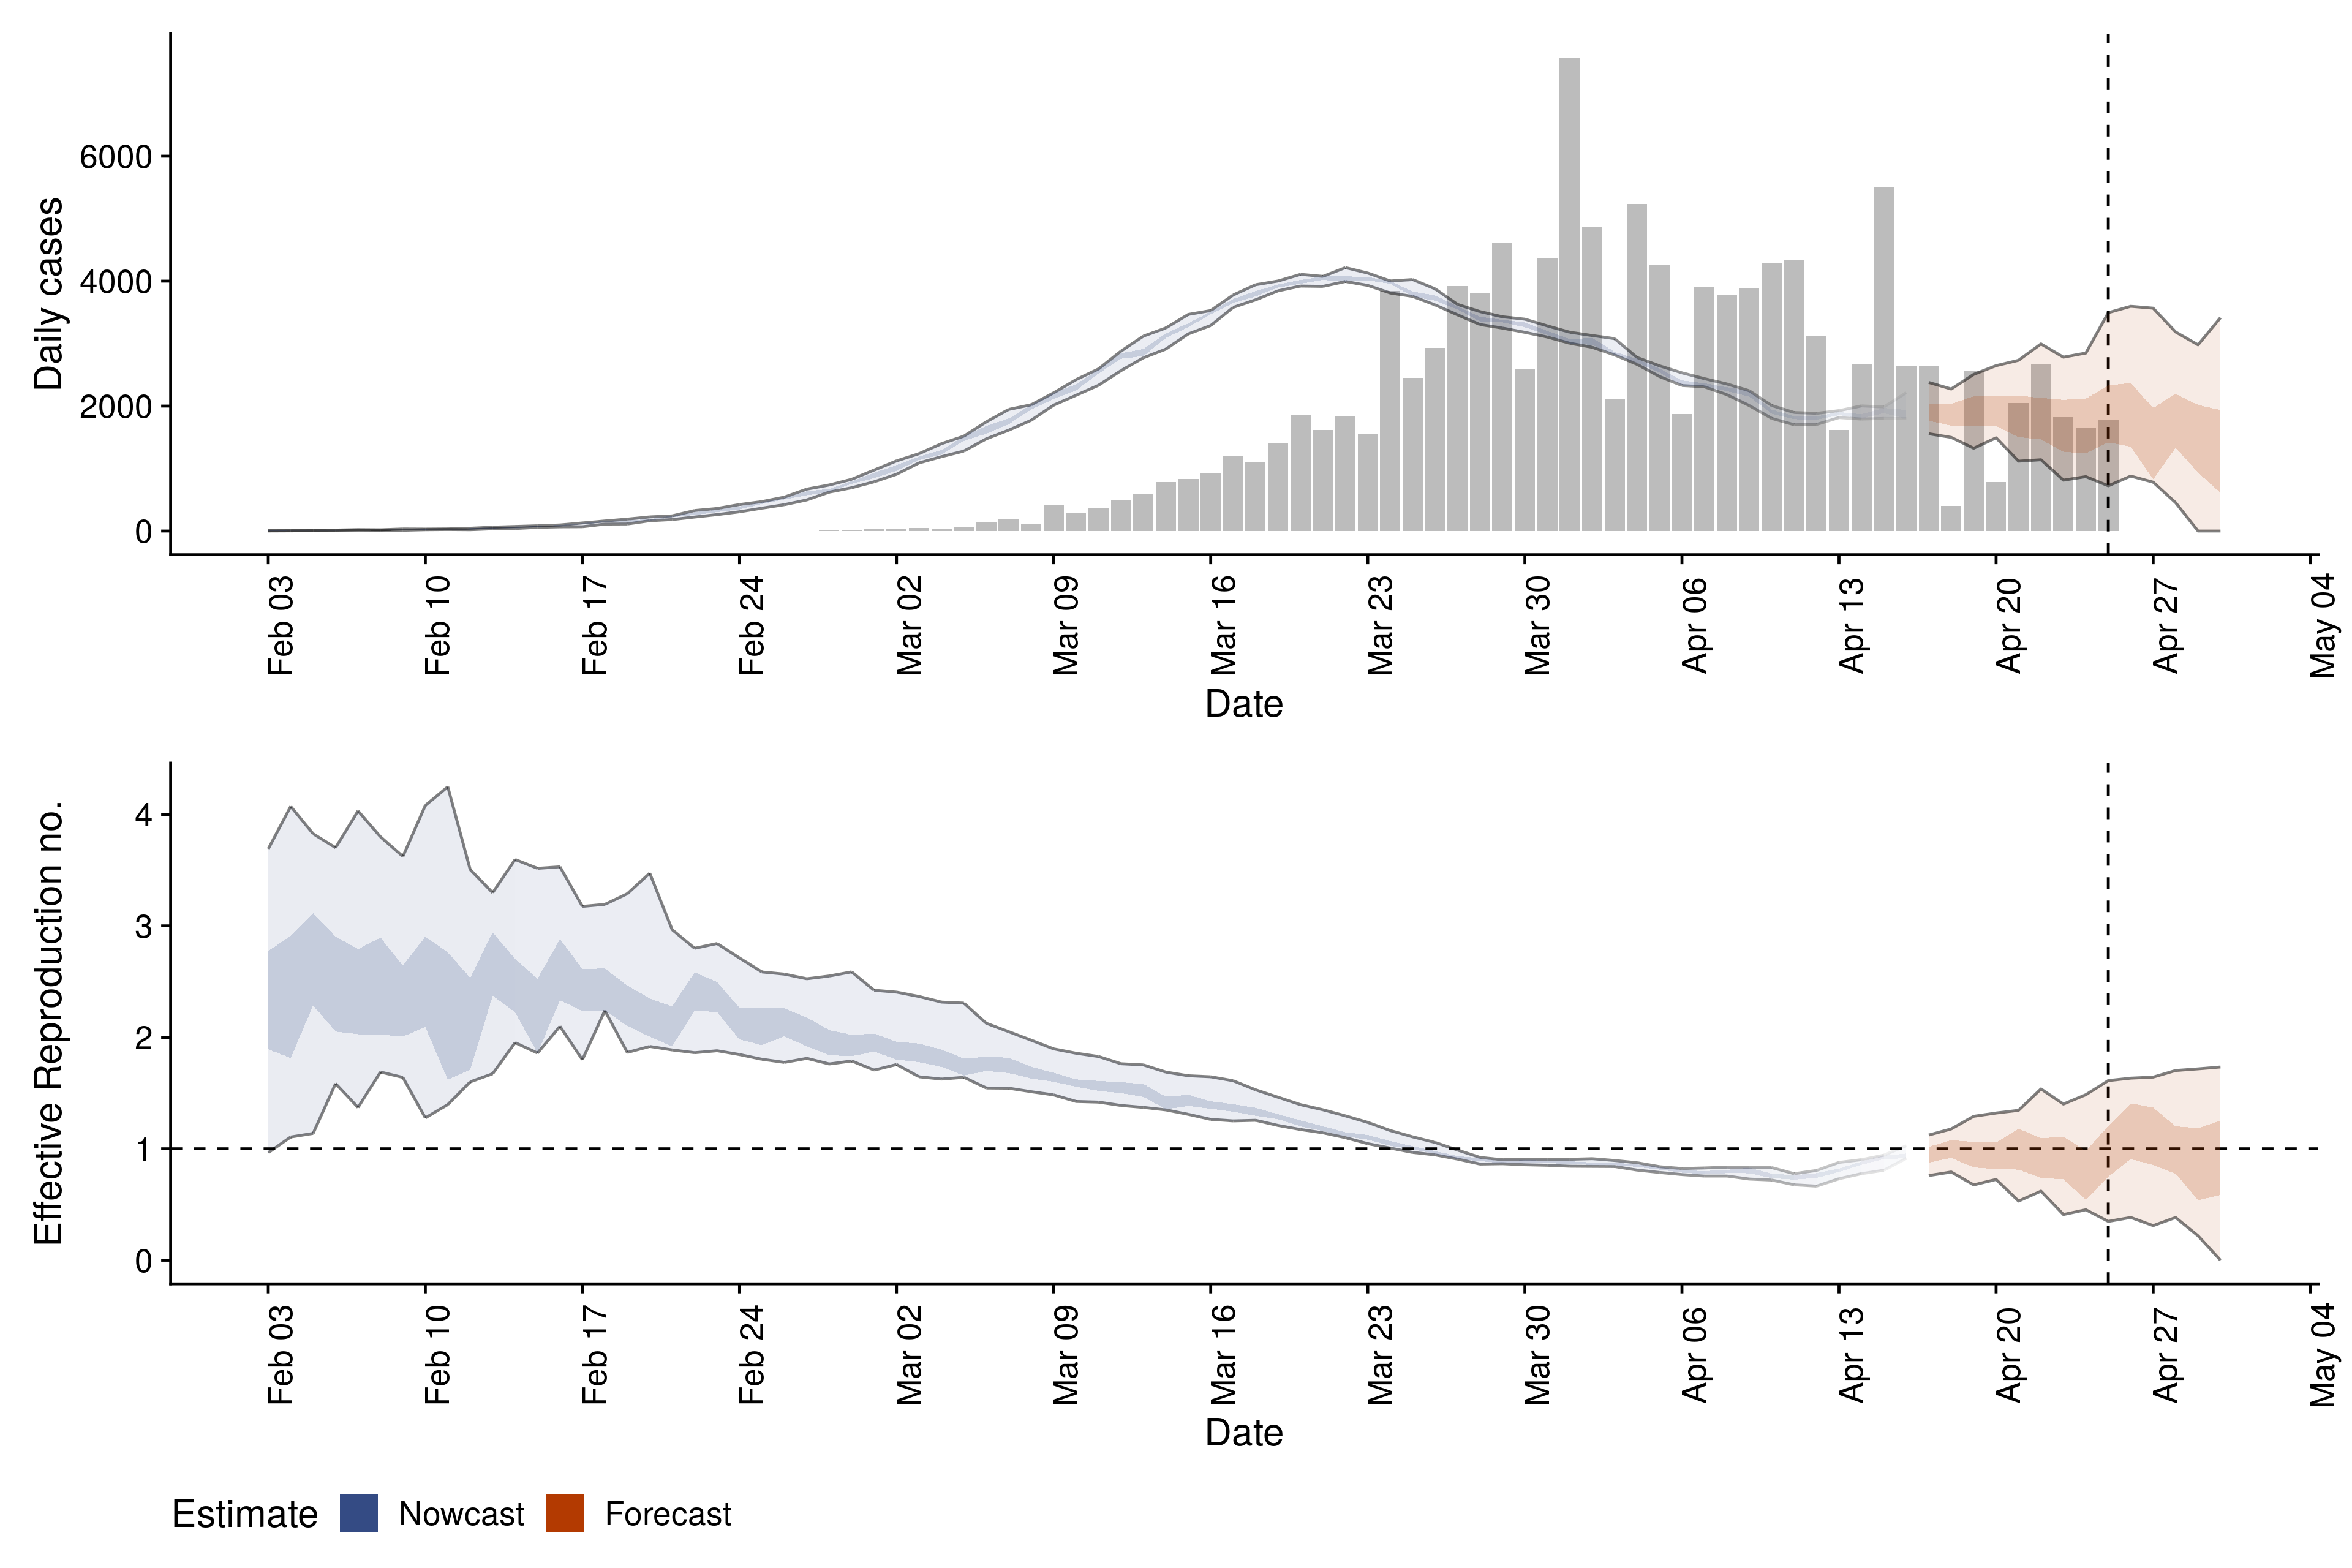 Daily cases
6000
4000
2000
0
Feb 03
Feb 10
Feb 17
Feb 24
Mar 02
Mar 09
Mar 16
Mar 23
Mar 30
Apr 06
Apr 13
Apr 20
Apr 27
May 04
Date
Effective Reproduction no.
4
3
2
1
0
Feb 03
Feb 10
Feb 17
Feb 24
Mar 02
Mar 09
Mar 16
Mar 23
Mar 30
Apr 06
Apr 13
Apr 20
Apr 27
May 04
Date
Estimate Nowcast Forecast